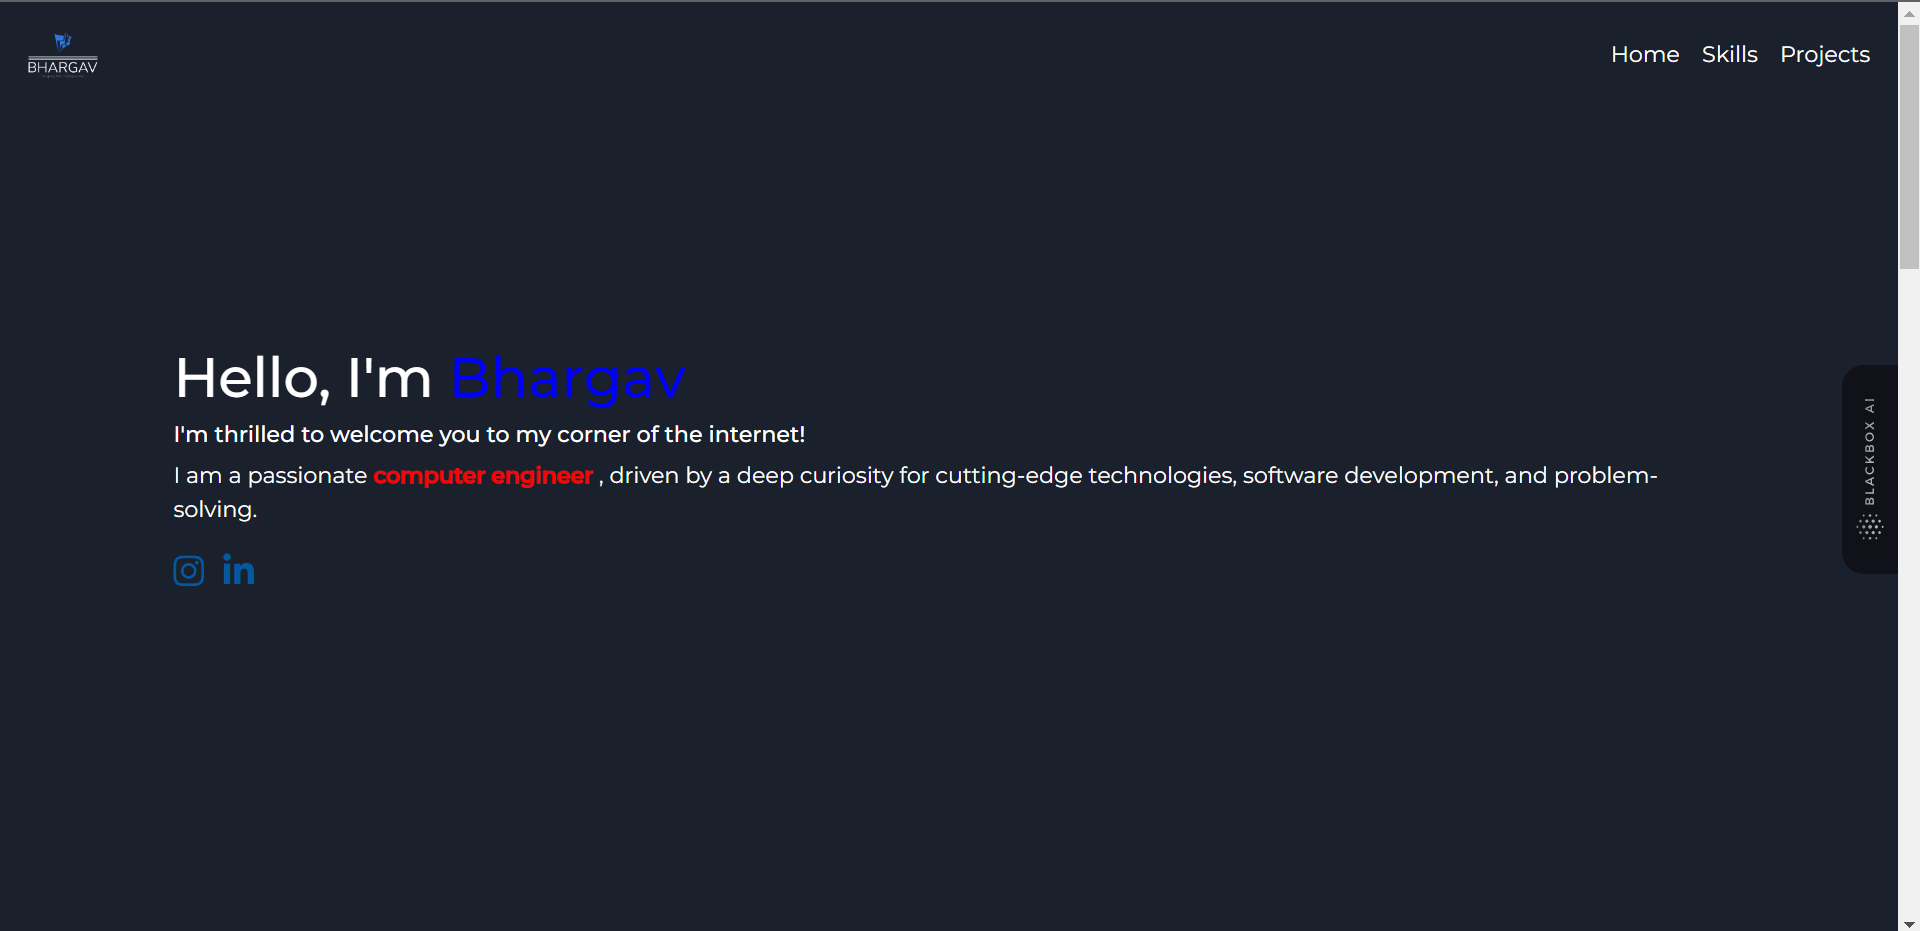 BHARGAV
Home Skills Projects
Hello, I'm Bhargav
I'm thrilled to welcome you to my corner of the internet!
I am a passionate computer engineer , driven by a deep curiosity for cutting-edge technologies, software development, and problem-
solving.
in
BLACKBOX AI